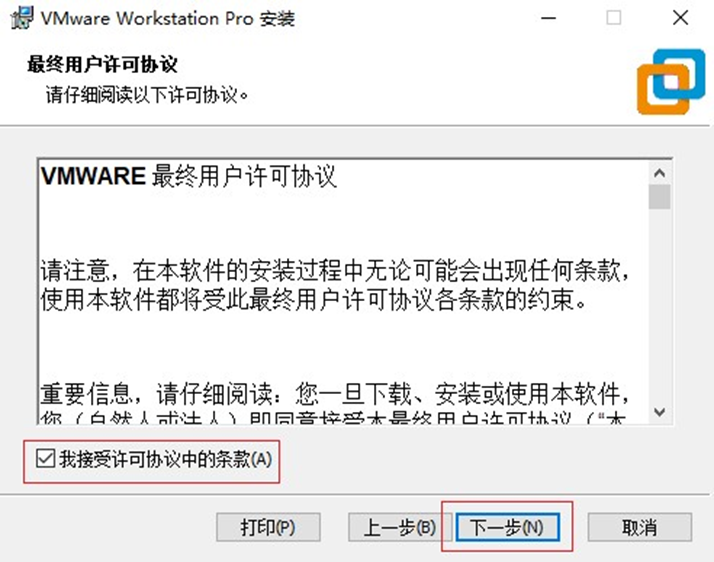 VMware Workstation Pro 安装
最终用户许可协议
请仔细阅读以下许可协议。
VMWARE 最终用户许可协议
请注意，在本软件的安装过程中无论可能会出现任何条款，
使用本软件都将受此最终用户许可协议各条款的约束。
重要信息，请仔细阅读：您一旦下载、安装或使用本软件，
您（自然人或法人）即同意接受本最终用户许可协议（“本
我接受许可协议中的条款(A)
打印(P) 上一步(B) 下一步(N) 取消